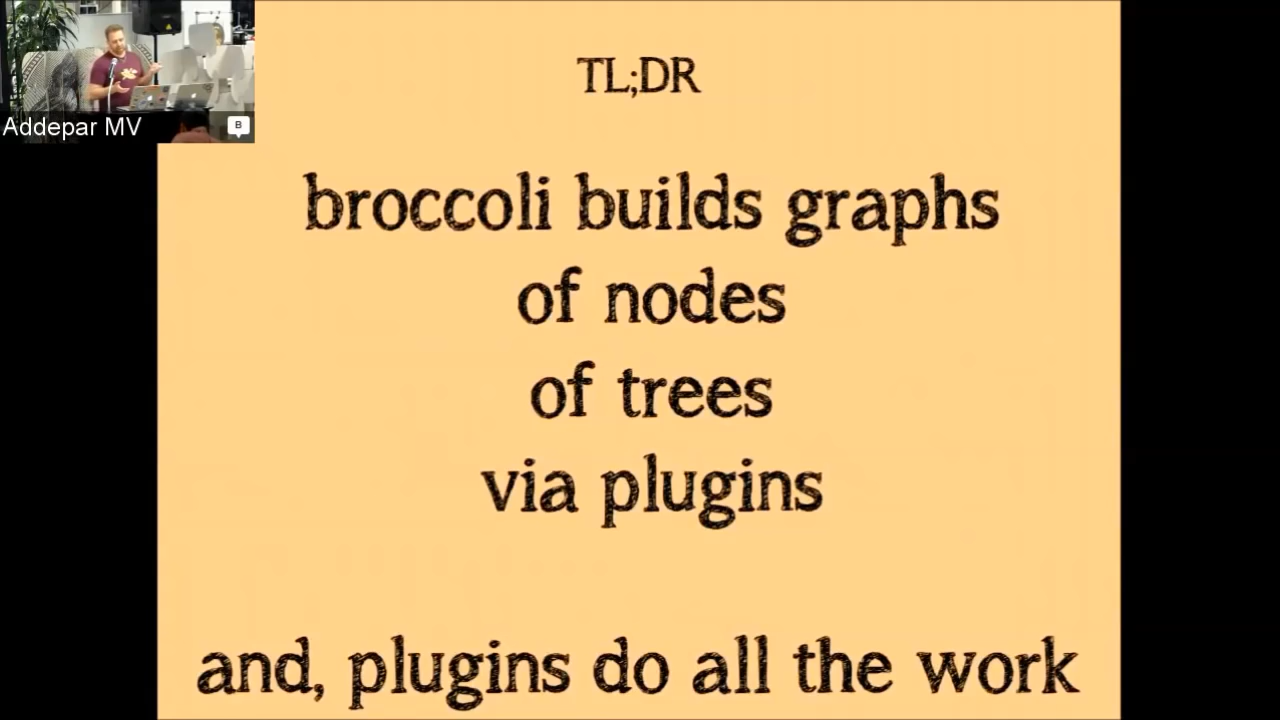 TL;DR
Addepar MV
B
broccoli builds graphs
of nodes
of trees
via plugins
and, plugins do all the work